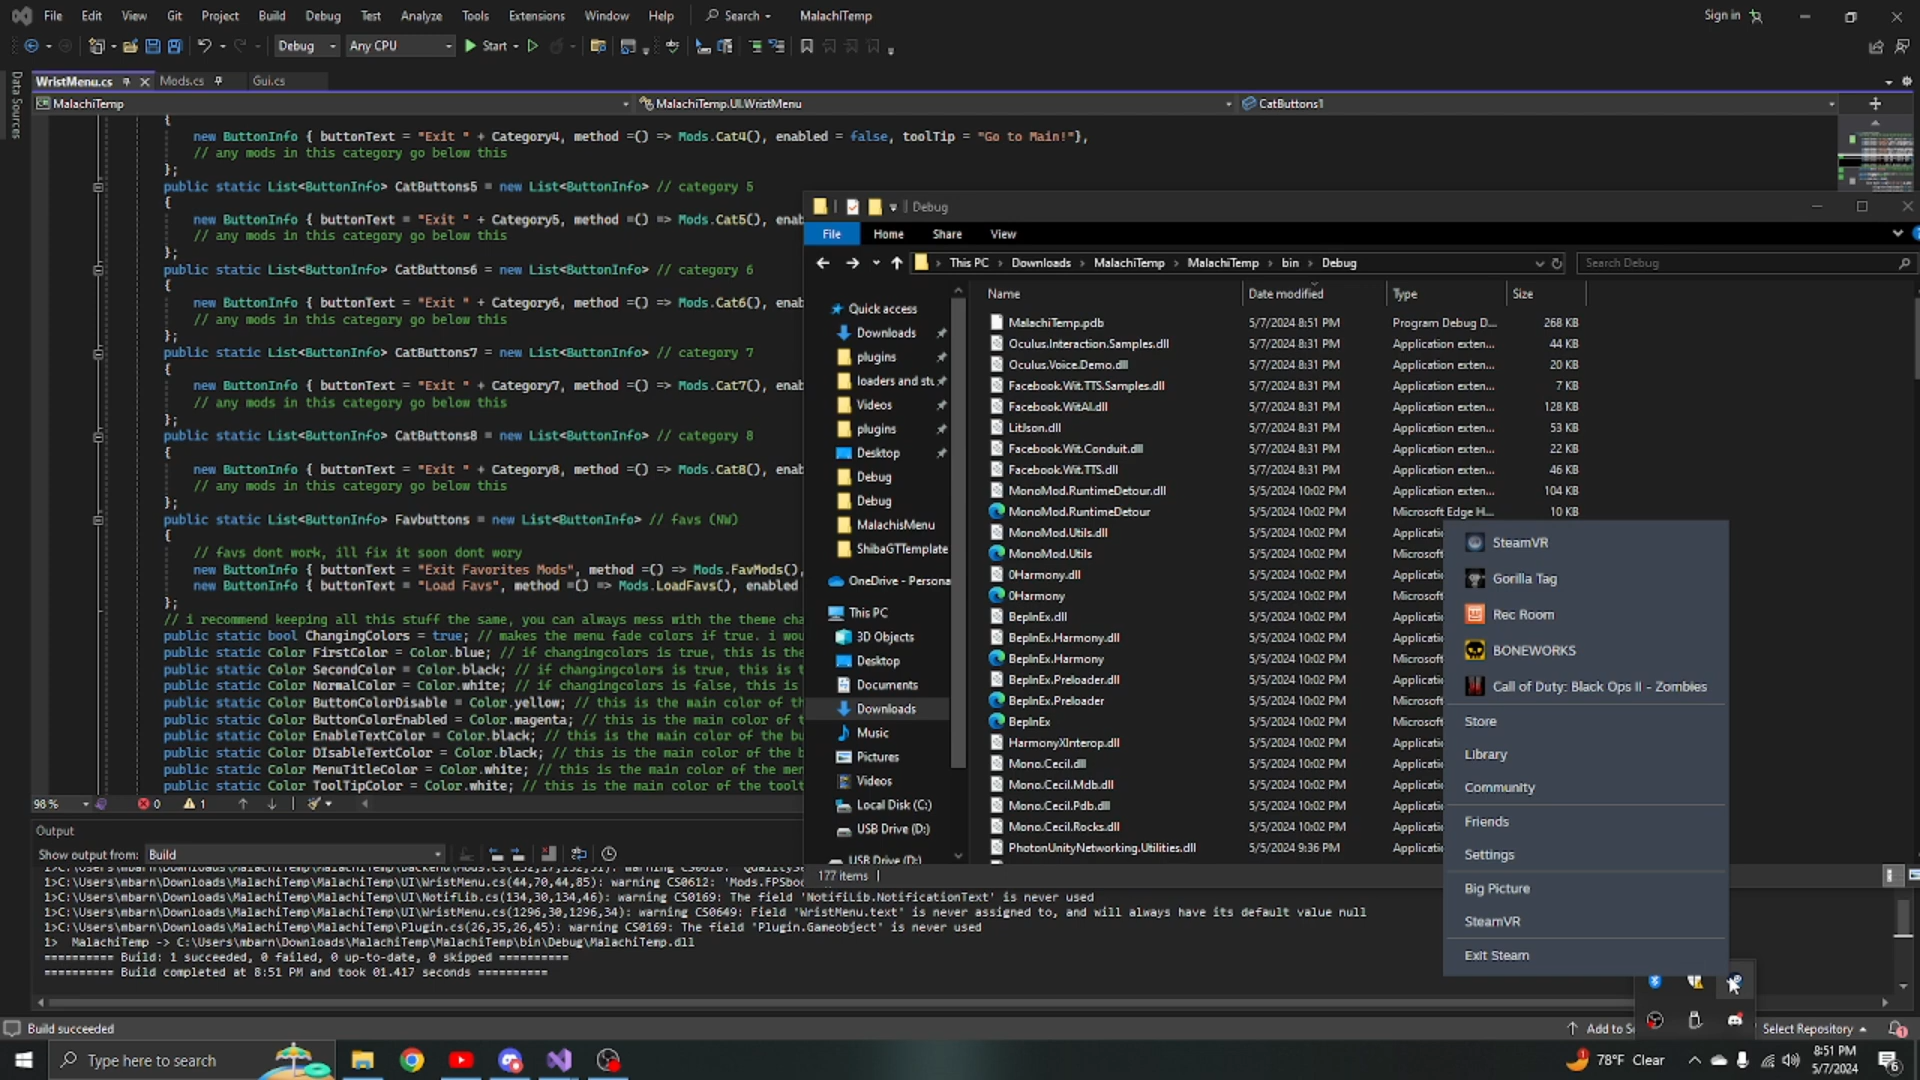 File Edit View Git Project Build Debug Test Analyze Tools Extensions Window Help Search MalachiTemp Sign in
Debug Any CPU Start
Data Sources
WristMenu.cs Mods.cs Gui.cs
MalachiTemp MalachiTemp.UI.WristMenu CatButtons1
{
new ButtonInfo { buttonText = "Exit " + Category4, method =() => Mods.Cat4(), enabled = false, toolTip = "Go to Main!"},
// any mods in this category go below this
};
public static List<ButtonInfo> CatButtons5 = new List<ButtonInfo> // category 5
{
new ButtonInfo { buttonText = "Exit " + Category5, method =() => Mods.Cat5(), enab
// any mods in this category go below this
};
public static List<ButtonInfo> CatButtons6 = new List<ButtonInfo> // category 6
{
new ButtonInfo { buttonText = "Exit " + Category6, method =() => Mods.Cat6(), enab
// any mods in this category go below this
};
public static List<ButtonInfo> CatButtons7 = new List<ButtonInfo> // category 7
{
new ButtonInfo { buttonText = "Exit " + Category7, method =() => Mods.Cat7(), enab
// any mods in this category go below this
};
public static List<ButtonInfo> CatButtons8 = new List<ButtonInfo> // category 8
{
new ButtonInfo { buttonText = "Exit " + Category8, method =() => Mods.Cat8(), enab
// any mods in this category go below this
};
public static List<ButtonInfo> Favbuttons = new List<ButtonInfo> // favs (NW)
{
// favs dont work, ill fix it soon dont wory
new ButtonInfo { buttonText = "Exit Favorites Mods", method =() => Mods.FavMods(),
new ButtonInfo { buttonText = "Load Favs", method =() => Mods.LoadFavs(), enabled
};
// i recommend keeping all this stuff the same, you can always mess with the theme cha
public static bool ChangingColors = true; // makes the menu fade colors if true. i wou
public static Color FirstColor = Color.blue; // if changingcolors is true, this is the
public static Color SecondColor = Color.black; // if changingcolors is true, this is t
public static Color NormalColor = Color.white; // if changingcolors is false, this is
public static Color ButtonColorDisable = Color.yellow; // this is the main color of the
public static Color ButtonColorEnabled = Color.magenta; // this is the main color of t
public static Color EnableTextColor = Color.black; // this is the main color of the bu
public static Color DIsableTextColor = Color.black; // this is the main color of the b
public static Color MenuTitleColor = Color.white; // this is the main color of the men
public static Color ToolTipColor = Color.white; // this is the main color of the toolt
98 % 0 1
Debug
File Home Share View
This PC Downloads MalachiTemp MalachiTemp bin Debug Search Debug
Quick access
Downloads
plugins
loaders and stu
Videos
plugins
Desktop
Debug
Debug
MalachisMenu
ShibaGTTemplate
OneDrive - Persona
This PC
3D Objects
Desktop
Documents
Downloads
Music
Pictures
Videos
Local Disk (C:)
USB Drive (D:)
USB Drive (D:)
Name Date modified Type Size
MalachiTemp.pdb 5/7/2024 8:51 PM Program Debug D... 268 KB
Oculus.Interaction.Samples.dll 5/7/2024 8:31 PM Application exten... 44 KB
Oculus.Voice.Demo.dll 5/7/2024 8:31 PM Application exten... 20 KB
Facebook.Wit.TTS.Samples.dll 5/7/2024 8:31 PM Application exten... 7 KB
Facebook.WitAI.dll 5/7/2024 8:31 PM Application exten... 128 KB
LitJson.dll 5/7/2024 8:31 PM Application exten... 53 KB
Facebook.Wit.Conduit.dll 5/7/2024 8:31 PM Application exten... 22 KB
Facebook.Wit.TTS.dll 5/7/2024 8:31 PM Application exten... 46 KB
MonoMod.RuntimeDetour.dll 5/5/2024 10:02 PM Application exten... 104 KB
MonoMod.RuntimeDetour 5/5/2024 10:02 PM Microsoft Edge H... 10 KB
MonoMod.Utils.dll 5/5/2024 10:02 PM Applicatio
MonoMod.Utils 5/5/2024 10:02 PM Microsoft
0Harmony.dll 5/5/2024 10:02 PM Applicatio
0Harmony 5/5/2024 10:02 PM Microsoft
BepInEx.dll 5/5/2024 10:02 PM Applicatio
BepInEx.Harmony.dll 5/5/2024 10:02 PM Applicatio
BepInEx.Harmony 5/5/2024 10:02 PM Microsoft
BepInEx.Preloader.dll 5/5/2024 10:02 PM Applicatio
BepInEx.Preloader 5/5/2024 10:02 PM Microsoft
BepInEx 5/5/2024 10:02 PM Microsoft
HarmonyXInterop.dll 5/5/2024 10:02 PM Applicatio
Mono.Cecil.dll 5/5/2024 10:02 PM Applicatio
Mono.Cecil.Mdb.dll 5/5/2024 10:02 PM Applicatio
Mono.Cecil.Pdb.dll 5/5/2024 10:02 PM Applicatio
Mono.Cecil.Rocks.dll 5/5/2024 10:02 PM Applicatio
PhotonUnityNetworking.Utilities.dll 5/5/2024 9:36 PM Applicatio
177 items
SteamVR
Gorilla Tag
Rec Room
BONEWORKS
Call of Duty: Black Ops II - Zombies
Store
Library
Community
Friends
Settings
Big Picture
SteamVR
Exit Steam
Output
Show output from: Build
1>C:\Users\mbarn\Downloads\MalachiTemp\MalachiTemp\UI\WristMenu.cs(44,70,44,85): warning CS0612: 'Mods.FPSboo
1>C:\Users\mbarn\Downloads\MalachiTemp\MalachiTemp\UI\NotifLib.cs(134,30,134,46): warning CS0169: The field 'NotifiLib.NotificationText' is never used
1>C:\Users\mbarn\Downloads\MalachiTemp\MalachiTemp\UI\WristMenu.cs(1296,30,1296,34): warning CS0649: Field 'WristMenu.text' is never assigned to, and will always have its default value null
1>C:\Users\mbarn\Downloads\MalachiTemp\MalachiTemp\Plugin.cs(26,35,26,45): warning CS0169: The field 'Plugin.Gameobject' is never used
1> MalachiTemp -> C:\Users\mbarn\Downloads\MalachiTemp\MalachiTemp\bin\Debug\MalachiTemp.dll
========== Build: 1 succeeded, 0 failed, 0 up-to-date, 0 skipped ==========
========== Build completed at 8:51 PM and took 01.417 seconds ==========
Build succeeded Add to So Select Repository 1
Type here to search 78°F Clear 8:51 PM
5/7/2024 6